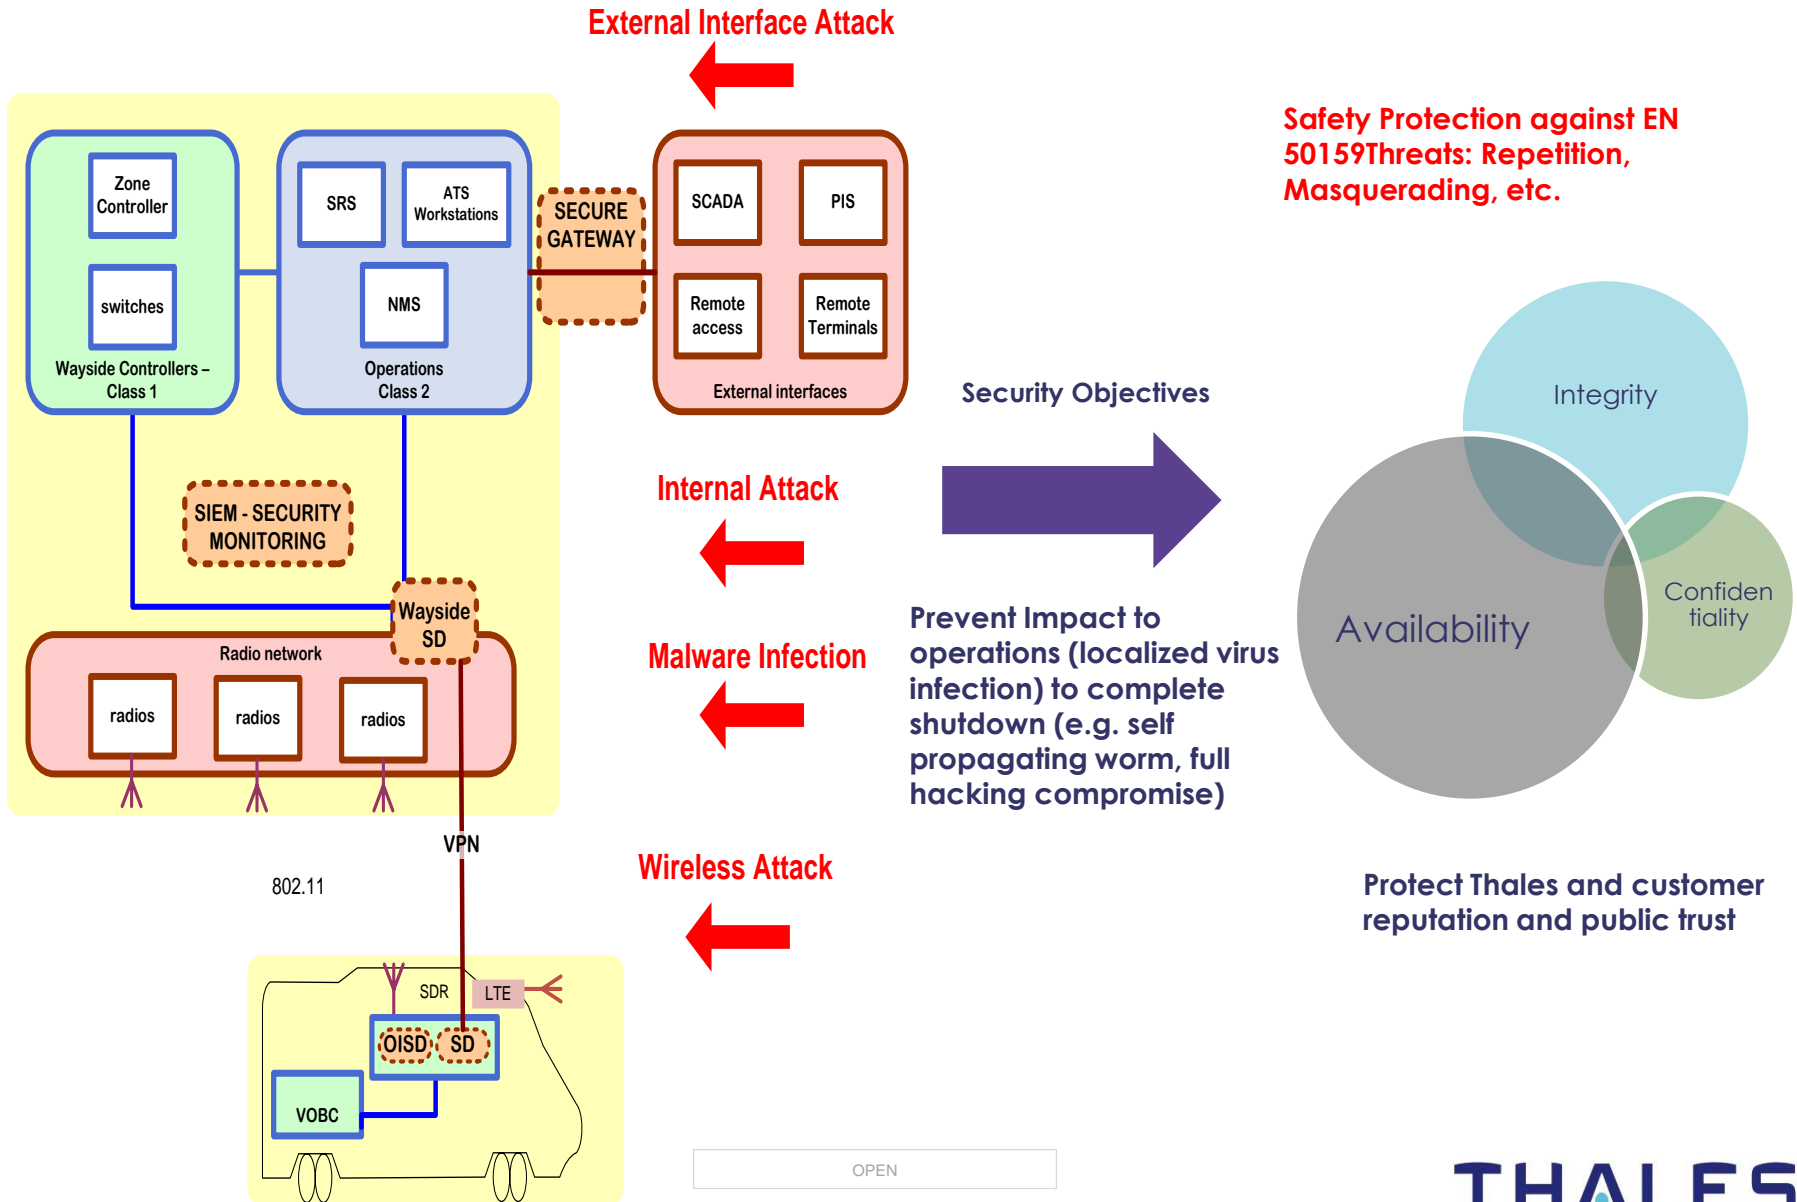 External Interface Attack
Zone
Controller
switches
Wayside Controllers –
Class 1
SRS
ATS
Workstations
NMS
Operations
Class 2
SECURE
GATEWAY
SCADA
PIS
Remote
access
Remote
Terminals
External interfaces
Safety Protection against EN
50159Threats: Repetition,
Masquerading, etc.
Security Objectives
Integrity
Availability
Confiden
tiality
SIEM - SECURITY
MONITORING
Internal Attack
Wayside
SD
Radio network
radios
radios
radios
Malware Infection
Prevent Impact to
operations (localized virus
infection) to complete
shutdown (e.g. self
propagating worm, full
hacking compromise)
VPN
802.11
Wireless Attack
Protect Thales and customer
reputation and public trust
SDR
LTE
OISD
SD
VOBC
OPEN
THALES